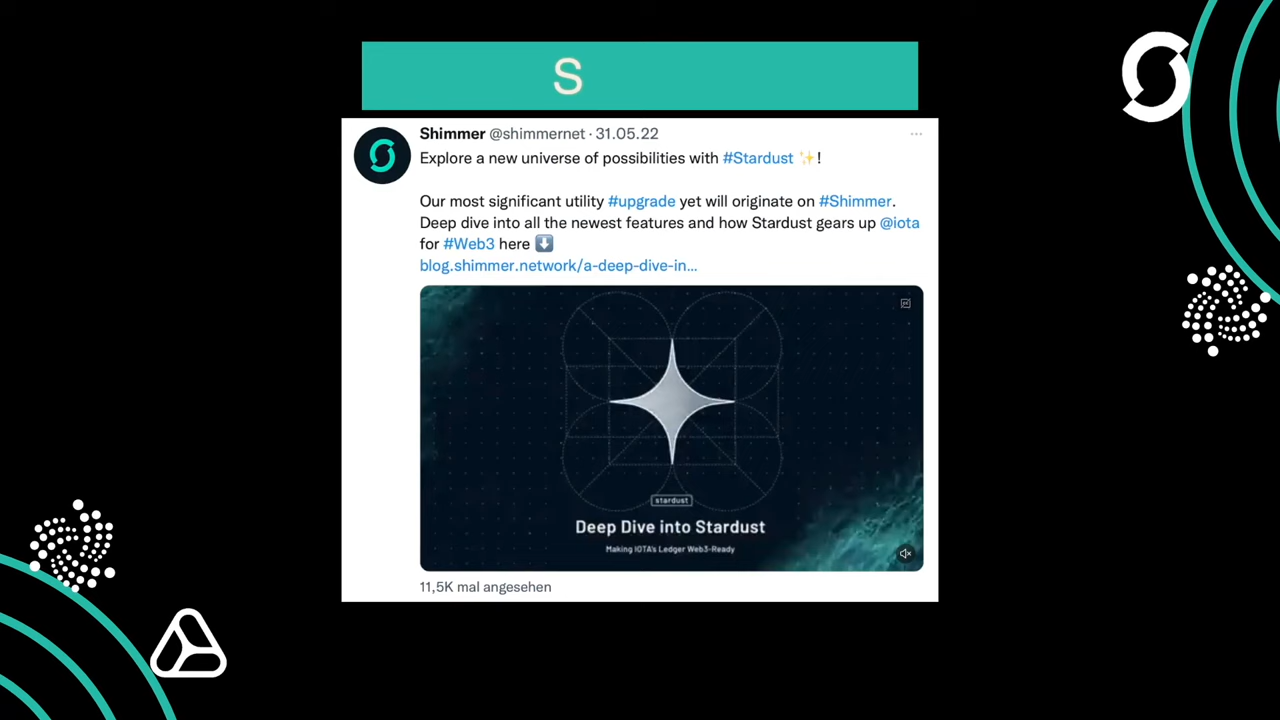 S
Shimmer @shimmernet · 31.05.22
Explore a new universe of possibilities with #Stardust ✨!
Our most significant utility #upgrade yet will originate on #Shimmer.
Deep dive into all the newest features and how Stardust gears up @iota
for #Web3 here ⬇️
blog.shimmer.network/a-deep-dive-in...
stardust
Deep Dive into Stardust
Making IOTA's Ledger Web3-Ready
11,5K mal angesehen